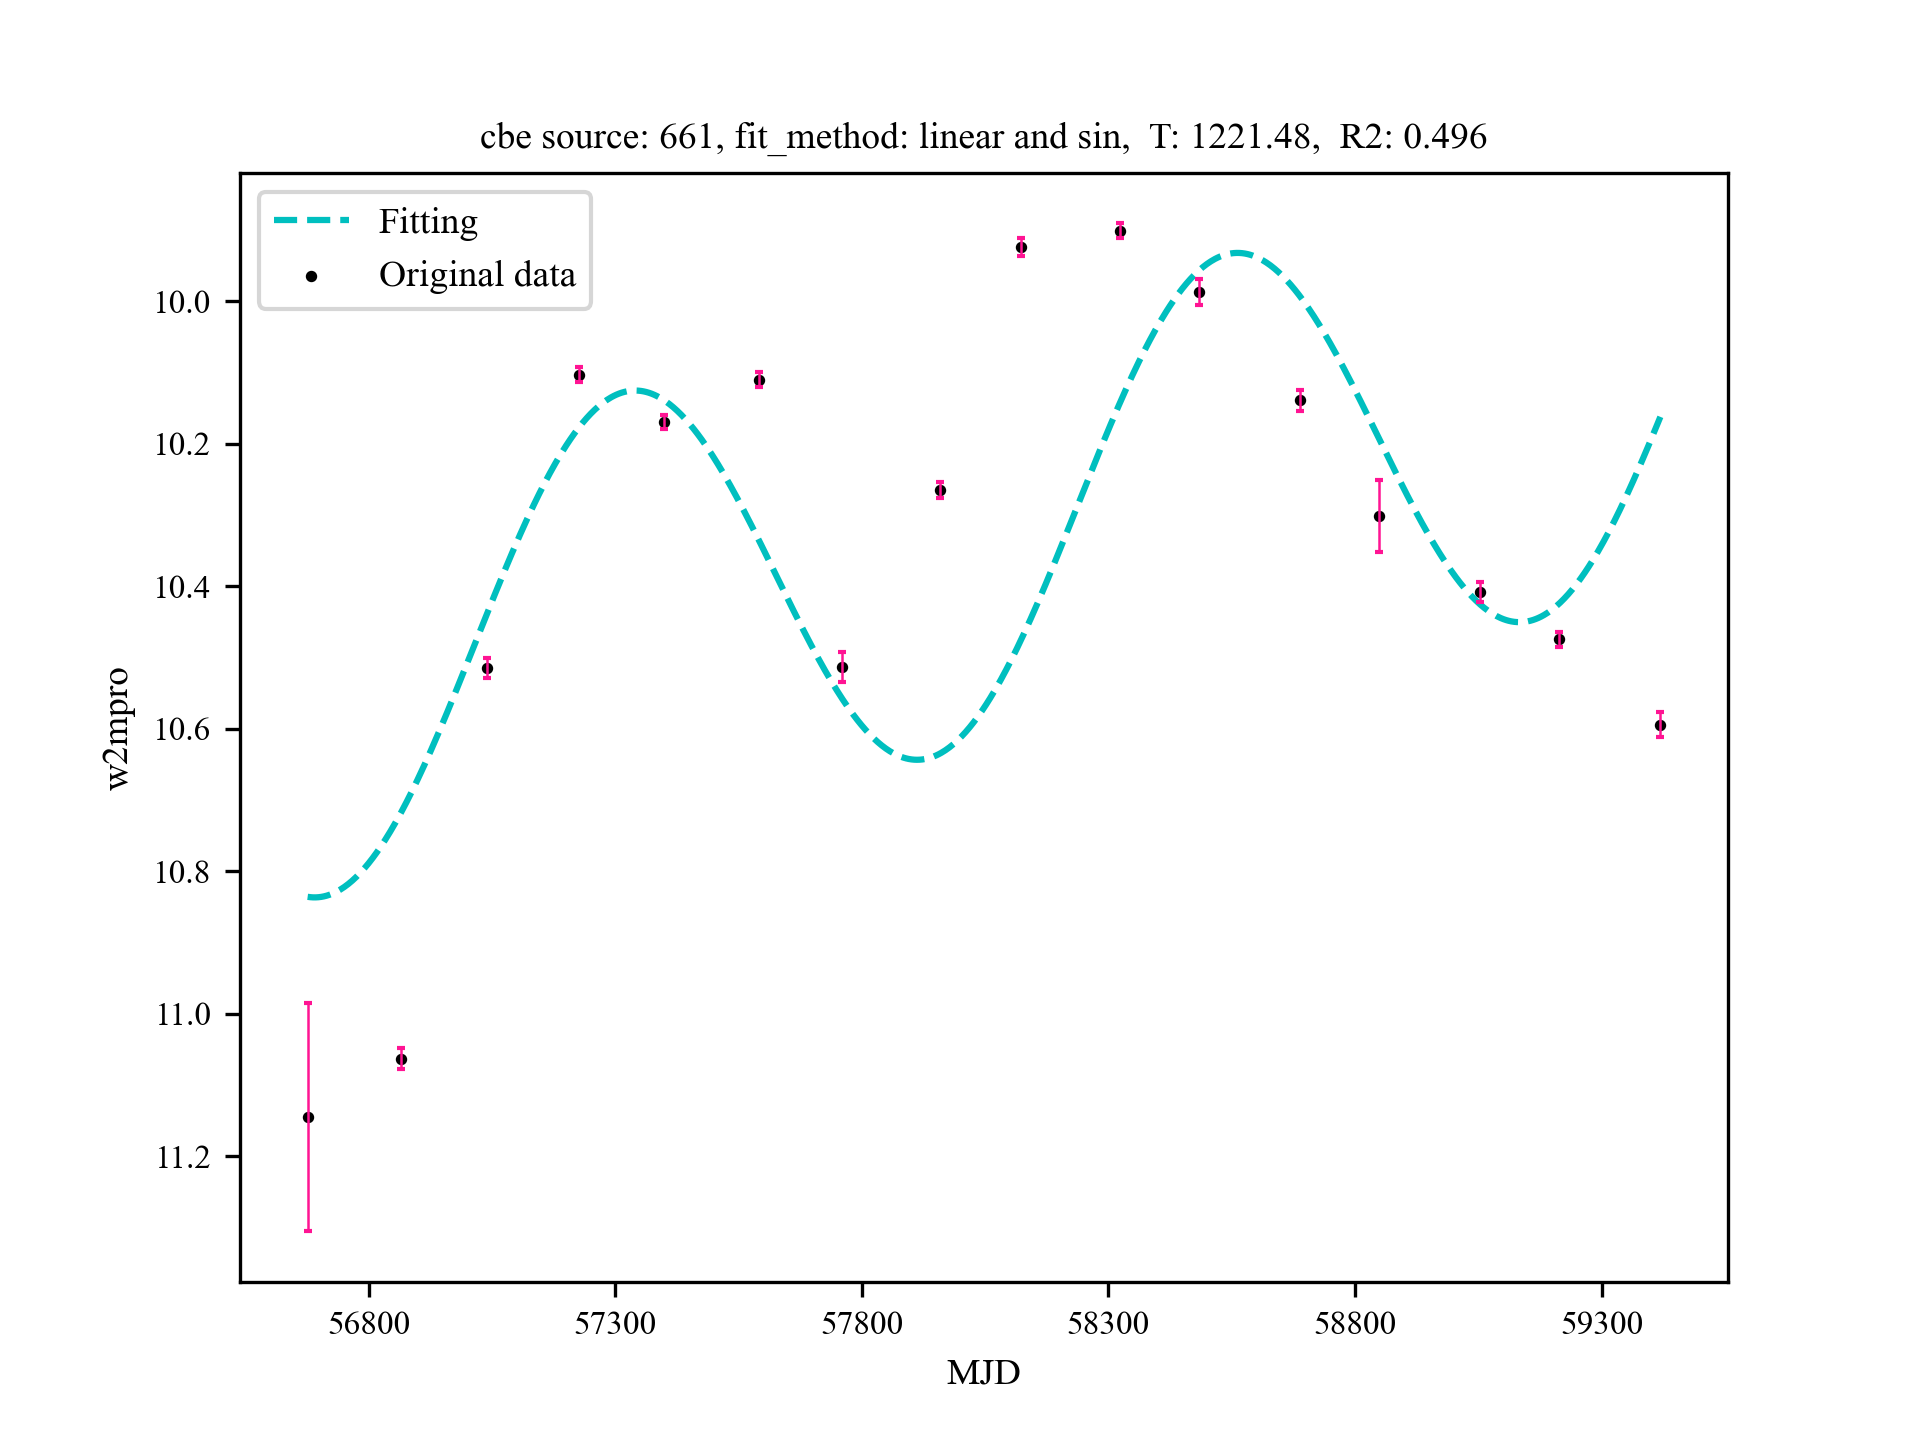 cbe source: 661, fit_method: linear and sin,  T: 1221.48,  R2: 0.496
Fitting
Original data
10.0
10.2
10.4
10.6
10.8
11.0
11.2
w2mpro
56800
57300
57800
58300
58800
59300
MJD